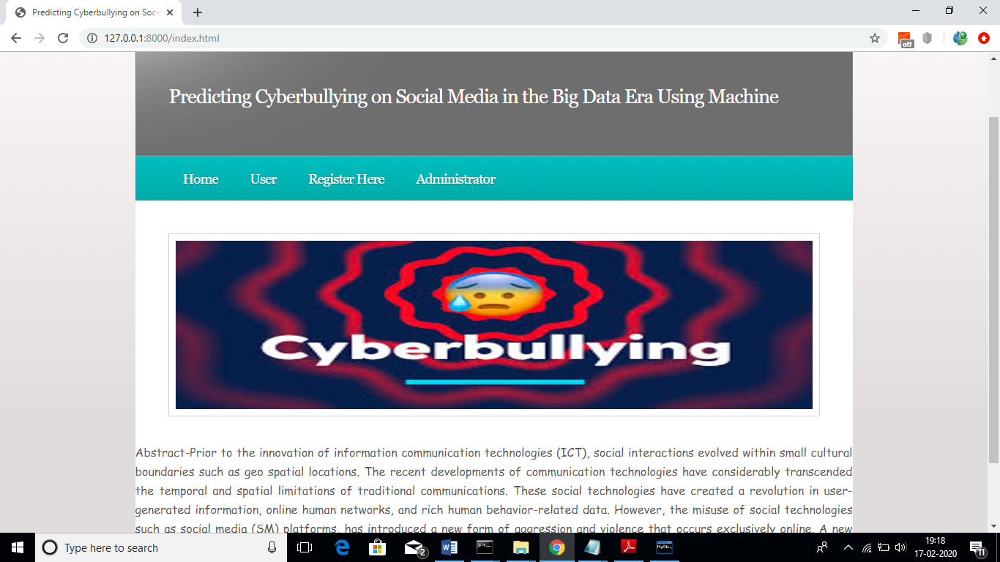 Predicting Cyberbullying on Socia
127.0.0.1:8000/index.html
off
Predicting Cyberbullying on Social Media in the Big Data Era Using Machine
Home User Register Here Administrator
Cyberbullying
Abstract-Prior to the innovation of information communication technologies (ICT), social interactions evolved within small cultural
boundaries such as geo spatial locations. The recent developments of communication technologies have considerably transcended
the temporal and spatial limitations of traditional communications. These social technologies have created a revolution in user-
generated information, online human networks, and rich human behavior-related data. However, the misuse of social technologies
such as social media (SM) platforms, has introduced a new form of aggression and violence that occurs exclusively online. A new
Type here to search
2
W
C:\.
MySQL
19:18
17-02-2020
11